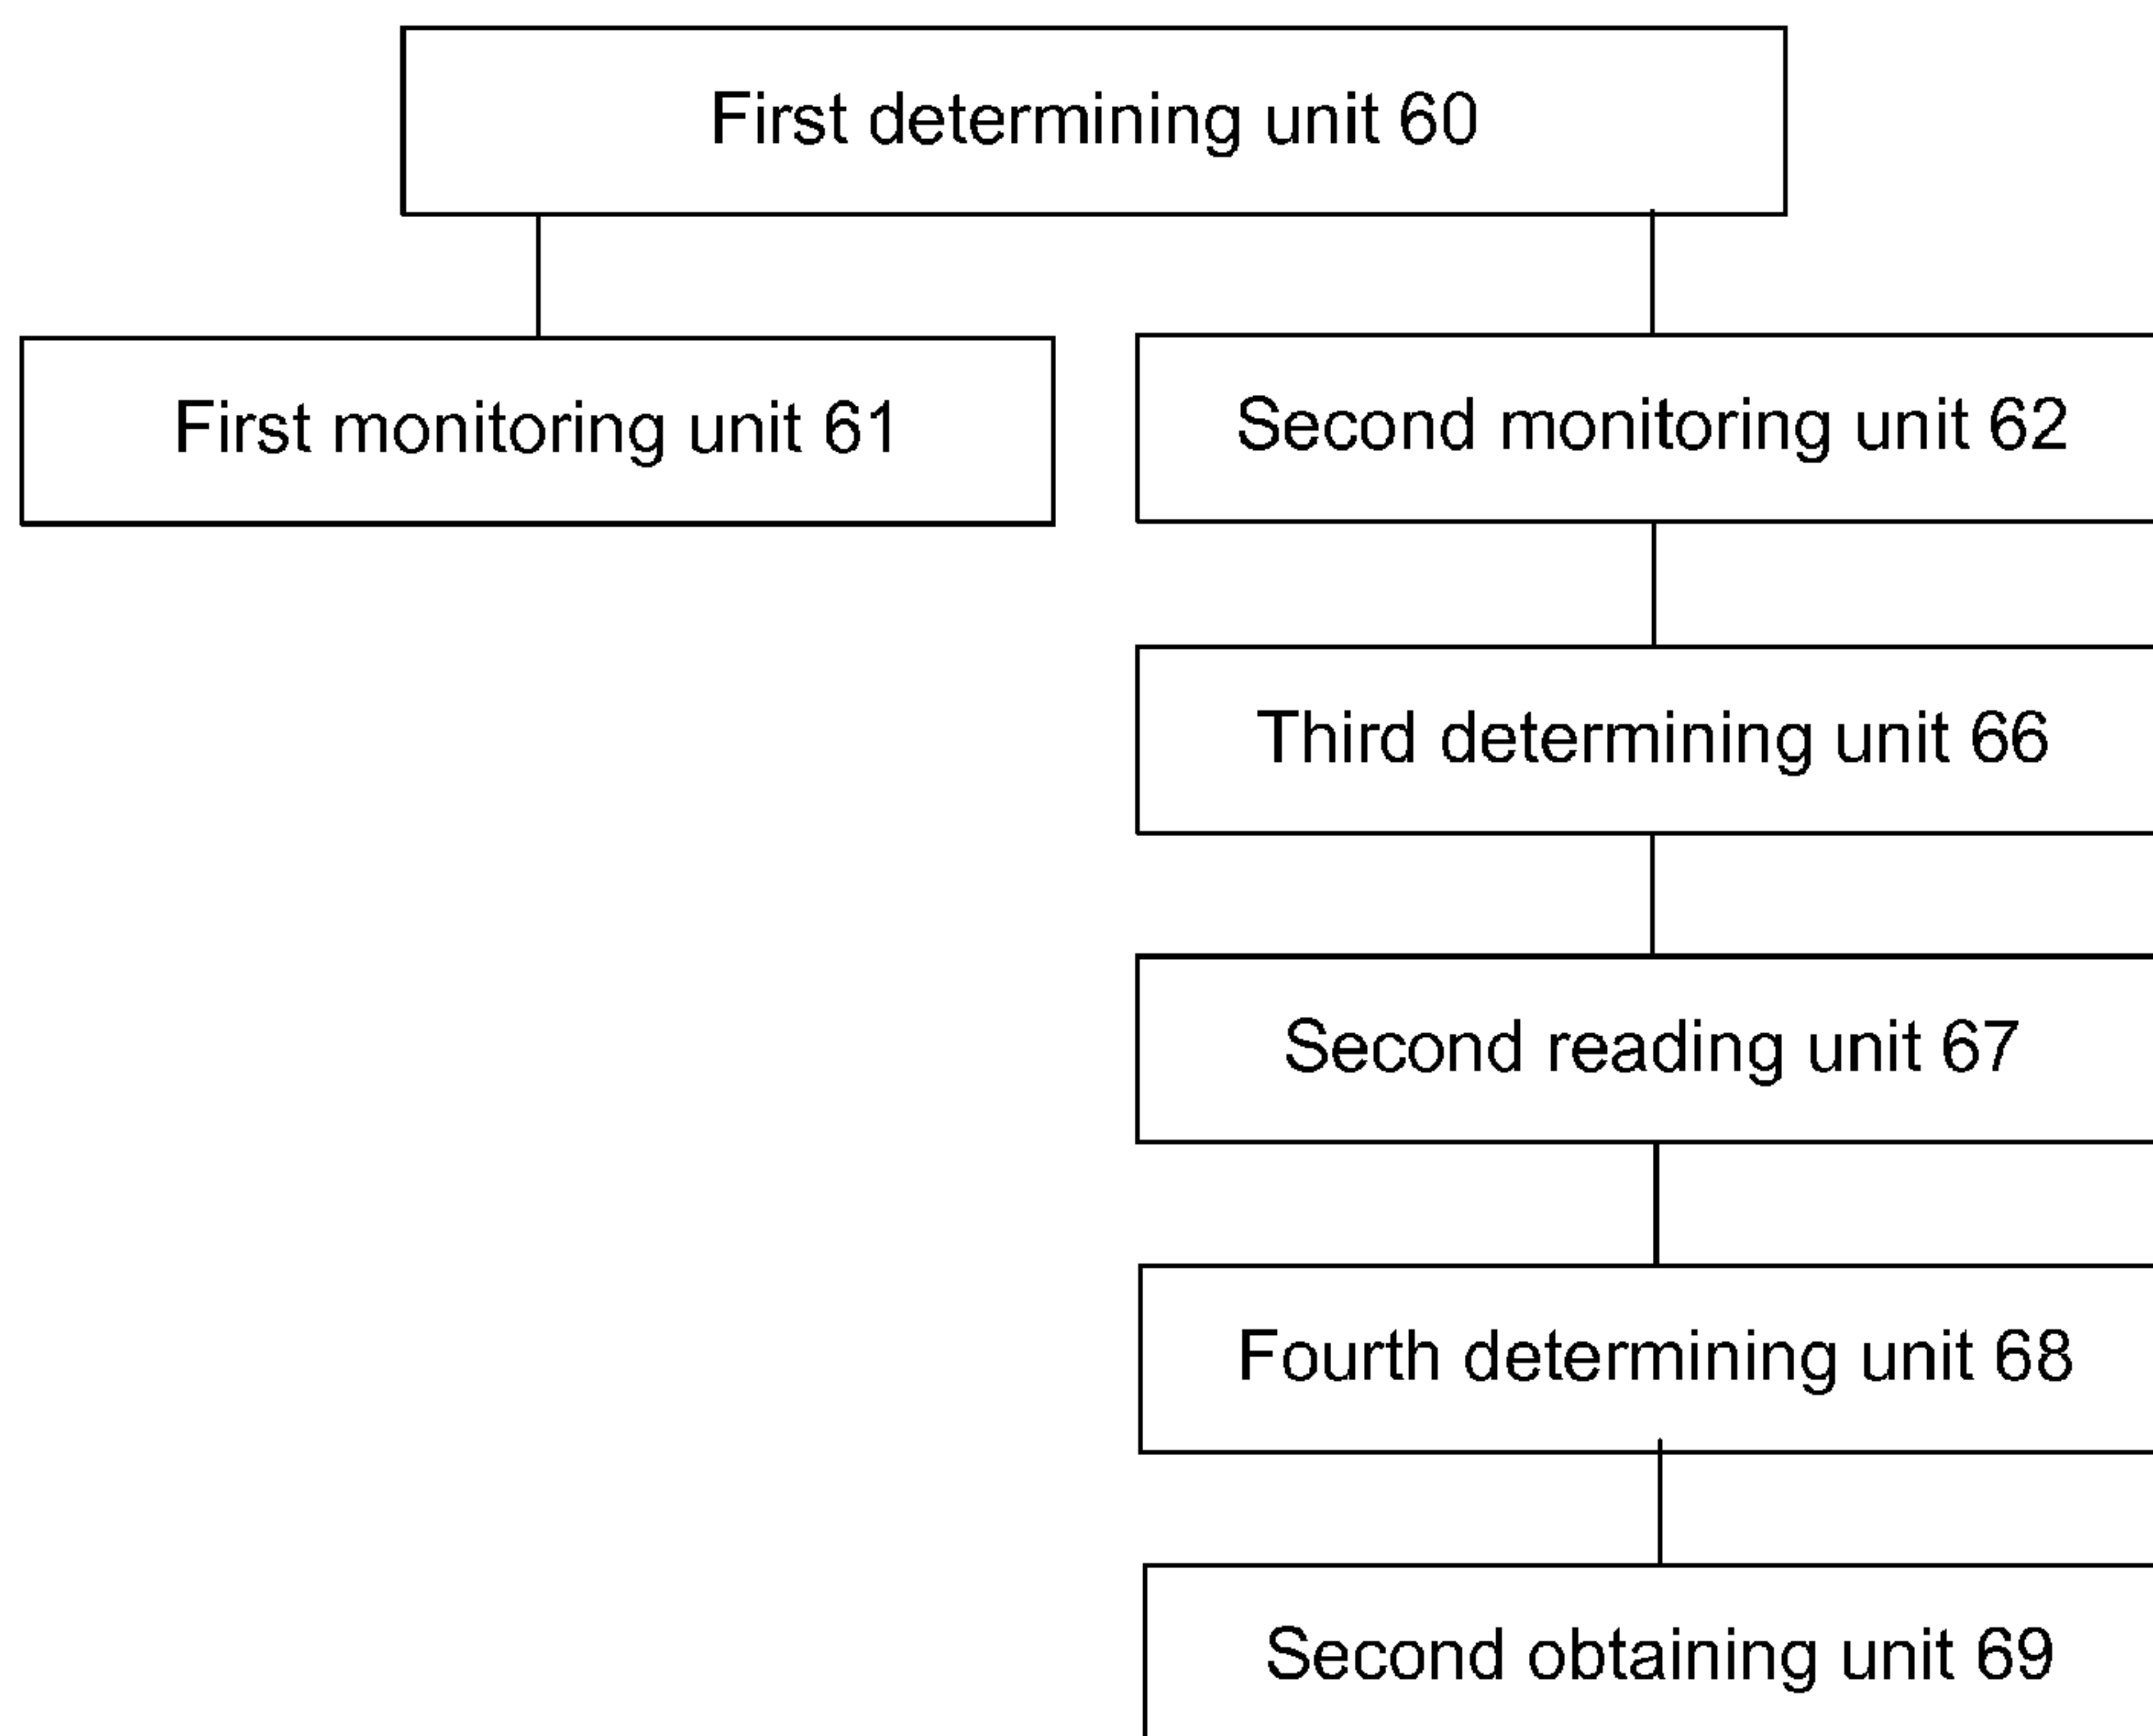 First determining unit 60
First monitoring unit 61
Second monitoring unit 62
Third determining unit 66
Second reading unit 67
Fourth determining unit 68
Second obtaining unit 69